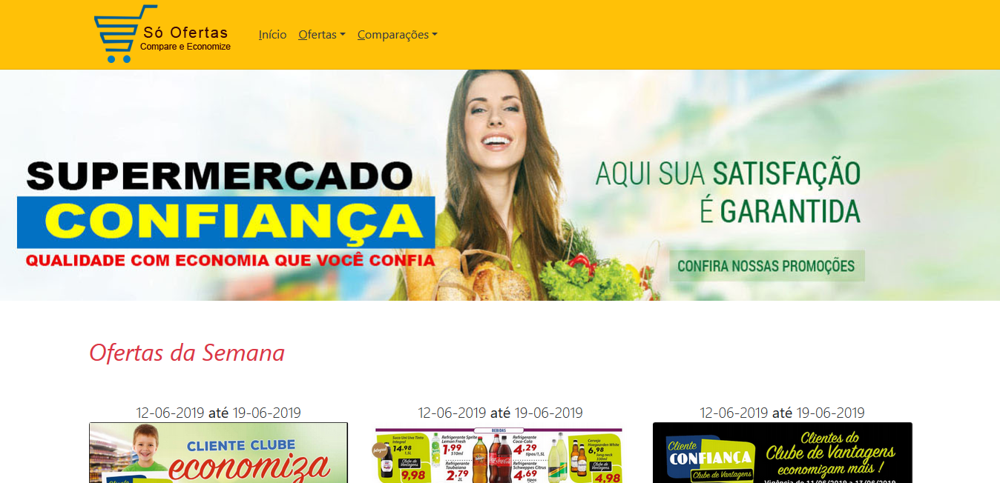 Só Ofertas
Compare e Economize
Início
Ofertas
Comparações
SUPERMERCADO
CONFIANÇA
QUALIDADE COM ECONOMIA QUE VOCÊ CONFIA
AQUI SUA SATISFAÇÃO
É GARANTIDA
CONFIRA NOSSAS PROMOÇÕES
Ofertas da Semana
12-06-2019 até 19-06-2019
CLIENTE CLUBE
economiza
12-06-2019 até 19-06-2019
BEBIDAS
Suco Uni Uva Tinto
Integral
14,98
1,5L
Clube de
Vantagens
9,98
Refrigerante Sprite
Lemon Fresh
1,99
510ml
Refrigerante
Toubaiana
2,79
2L
Refrigerante
Coca-Cola
4,29
tipos/1,5L
Refrigerante
Schweppes Citrus
4,69
tipos
Cerveja
Hoegaarden White
6,98
long neck
330ml
Clube de
Vantagens
4,98
12-06-2019 até 19-06-2019
Cliente
CONFIANÇA
Clube de Vantagens
Clientes do
Clube de Vantagens
economizam mais !
Vigência de 11/06/2019 a 13/06/2019